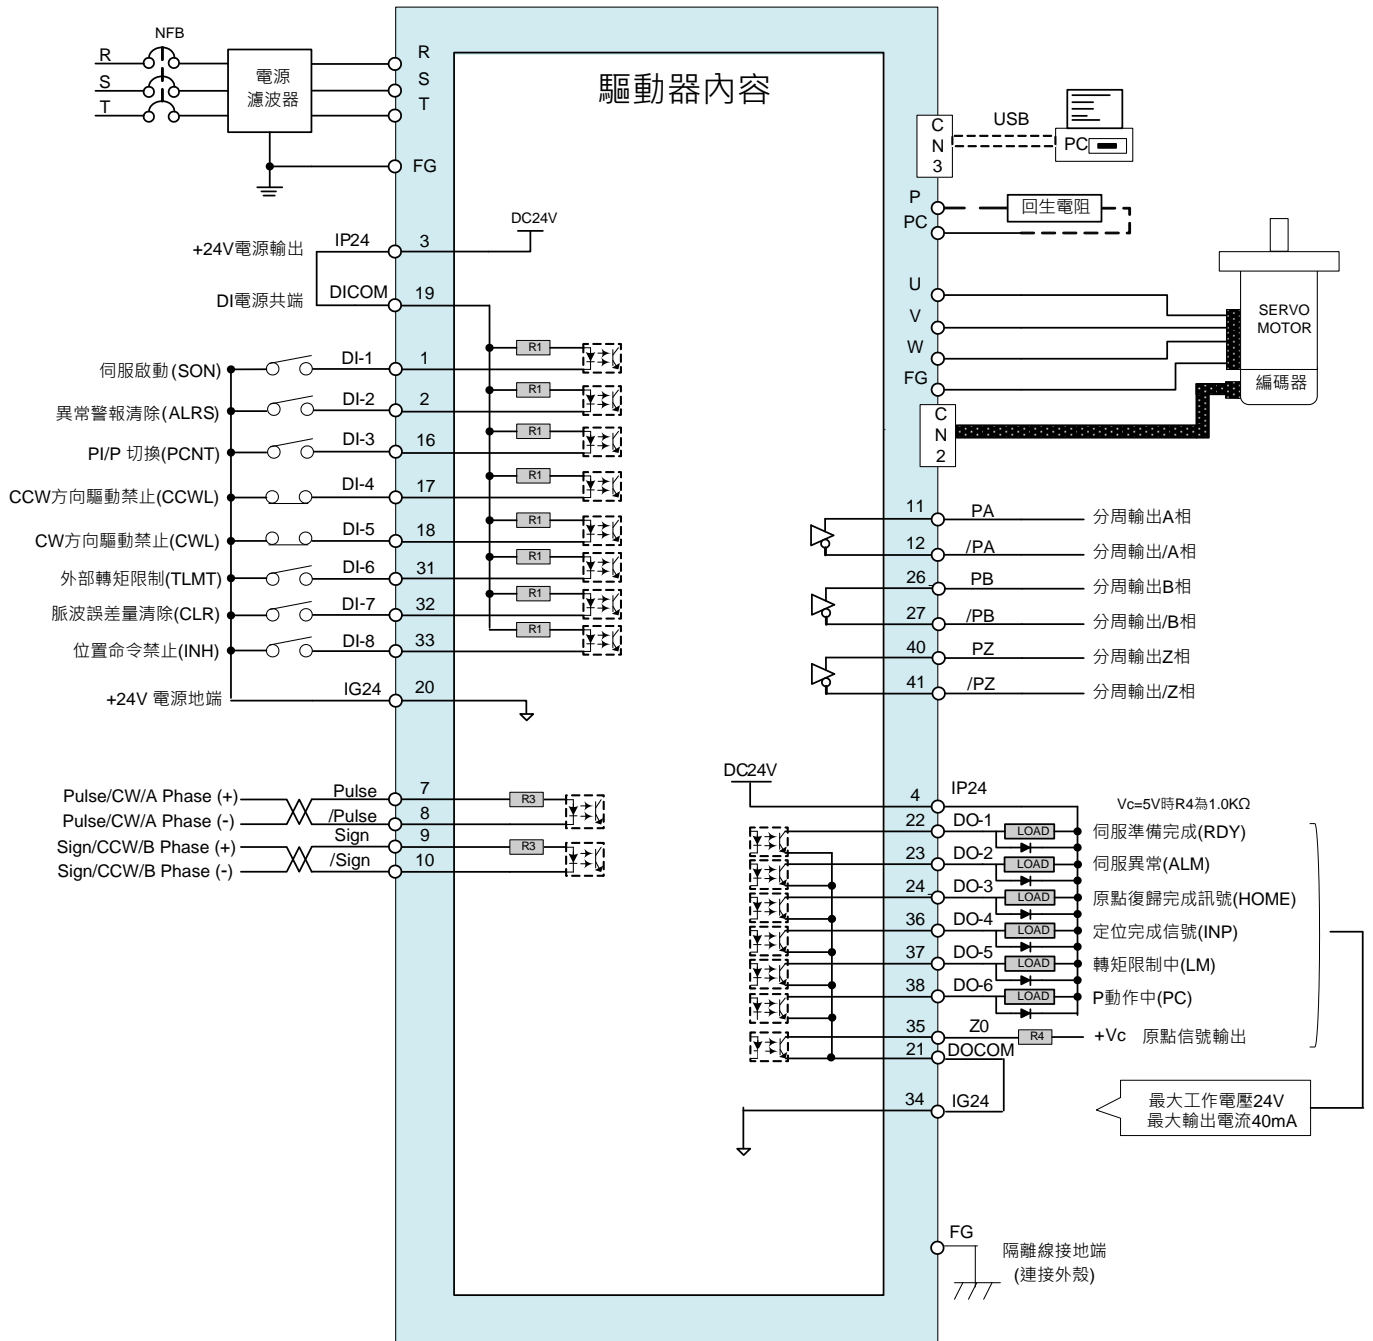 NFB
R
S
T
電源
濾波器
R
S
T
FG
驅動器內容
CN3
USB
PC
P
PC
回生電阻
DC24V
+24V電源輸出
IP24
3
DI電源共端
DICOM
19
U
V
W
FG
SERVO
MOTOR
編碼器
CN2
R1
伺服啟動(SON)
DI-1
1
R1
異常警報清除(ALRS)
DI-2
2
R1
PI/P 切換(PCNT)
DI-3
16
R1
CCW方向驅動禁止(CCWL)
DI-4
17
R1
CW方向驅動禁止(CWL)
DI-5
18
R1
外部轉矩限制(TLMT)
DI-6
31
R1
脈波誤差量清除(CLR)
DI-7
32
R1
位置命令禁止(INH)
DI-8
33
+24V 電源地端
IG24
20
11
PA
分周輸出A相
12
/PA
分周輸出/A相
26
PB
分周輸出B相
27
/PB
分周輸出/B相
40
PZ
分周輸出Z相
41
/PZ
分周輸出/Z相
Pulse/CW/A Phase (+)
Pulse
7
R3
Pulse/CW/A Phase (-)
/Pulse
8
Sign/CCW/B Phase (+)
Sign
9
R3
Sign/CCW/B Phase (-)
/Sign
10
DC24V
4
IP24
Vc=5V時R4為1.0KΩ
22
DO-1
LOAD
伺服準備完成(RDY)
23
DO-2
LOAD
伺服異常(ALM)
24
DO-3
LOAD
原點復歸完成訊號(HOME)
36
DO-4
LOAD
定位完成信號(INP)
37
DO-5
LOAD
轉矩限制中(LM)
38
DO-6
LOAD
P動作中(PC)
35
Z0
R4
+Vc 原點信號輸出
21
DOCOM
34
IG24
最大工作電壓24V
最大輸出電流40mA
FG
隔離線接地端
(連接外殼)